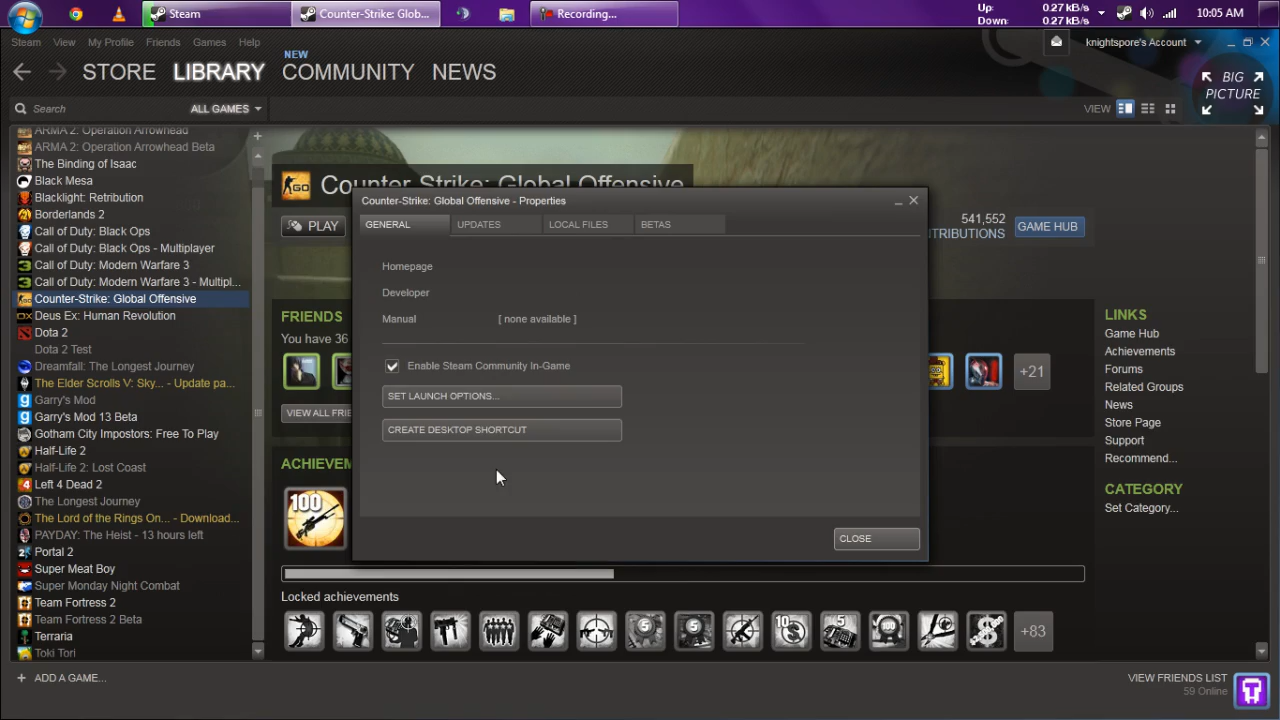 Steam
Counter-Strike: Glob...
Recording...
Up: 0.27 kB/s
Down: 0.27 kB/s
10:05 AM
Steam View My Profile Friends Games Help
knightspore's Account
STORE LIBRARY COMMUNITY NEWS
NEW
BIG PICTURE
Search
ALL GAMES
VIEW
ARMA 2: Operation Arrowhead
ARMA 2: Operation Arrowhead Beta
The Binding of Isaac
Black Mesa
Blacklight: Retribution
Borderlands 2
Call of Duty: Black Ops
Call of Duty: Black Ops - Multiplayer
Call of Duty: Modern Warfare 3
Call of Duty: Modern Warfare 3 - Multipl...
Counter-Strike: Global Offensive
Deus Ex: Human Revolution
Dota 2
Dota 2 Test
Dreamfall: The Longest Journey
The Elder Scrolls V: Sky... - Update pa...
Garry's Mod
Garry's Mod 13 Beta
Gotham City Impostors: Free To Play
Half-Life 2
Half-Life 2: Lost Coast
Left 4 Dead 2
The Longest Journey
The Lord of the Rings On... - Download...
PAYDAY: The Heist - 13 hours left
Portal 2
Super Meat Boy
Super Monday Night Combat
Team Fortress 2
Team Fortress 2 Beta
Terraria
Toki Tori
ADD A GAME...
GO
Counter Strike: Global Offensive
PLAY
541,552
TRIBUTIONS
GAME HUB
FRIENDS
You have 36
+21
VIEW ALL FRIE
ACHIEVEM
100
Locked achievements
+83
Counter-Strike: Global Offensive - Properties
GENERAL UPDATES LOCAL FILES BETAS
Homepage
Developer
Manual [ none available ]
Enable Steam Community In-Game
SET LAUNCH OPTIONS...
CREATE DESKTOP SHORTCUT
CLOSE
LINKS
Game Hub
Achievements
Forums
Related Groups
News
Store Page
Support
Recommend...
CATEGORY
Set Category...
VIEW FRIENDS LIST
59 Online